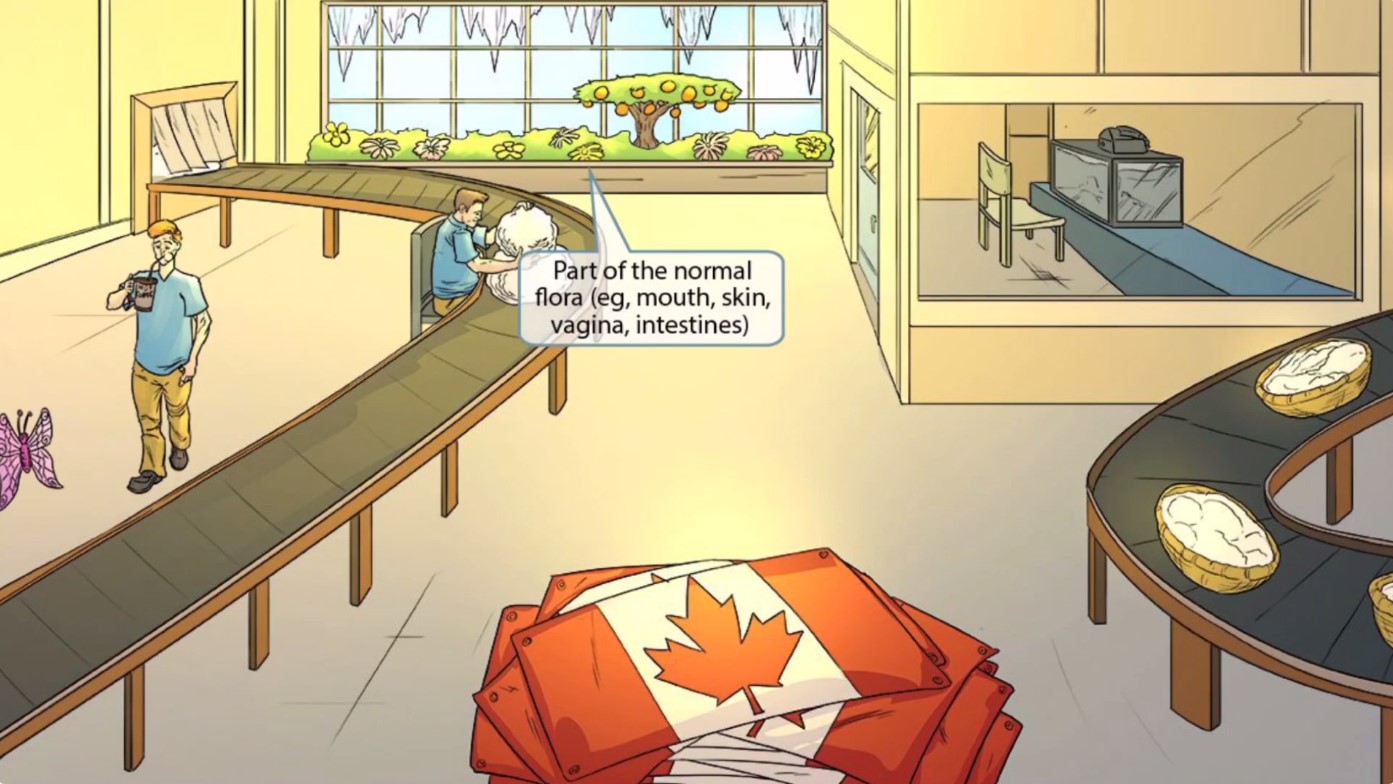 Part of the normal
flora (eg, mouth, skin,
vagina, intestines)